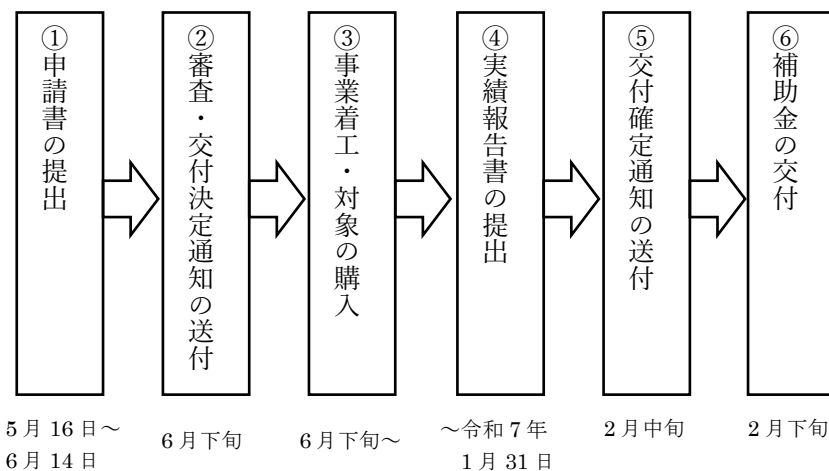 ①申請書の提出
②審査・交付決定通知の送付
③事業着工・対象の購入
④実績報告書の提出
⑤交付確定通知の送付
⑥補助金の交付
5月16日～
6月14日
6月下旬
6月下旬～
～令和7年
1月31日
2月中旬
2月下旬